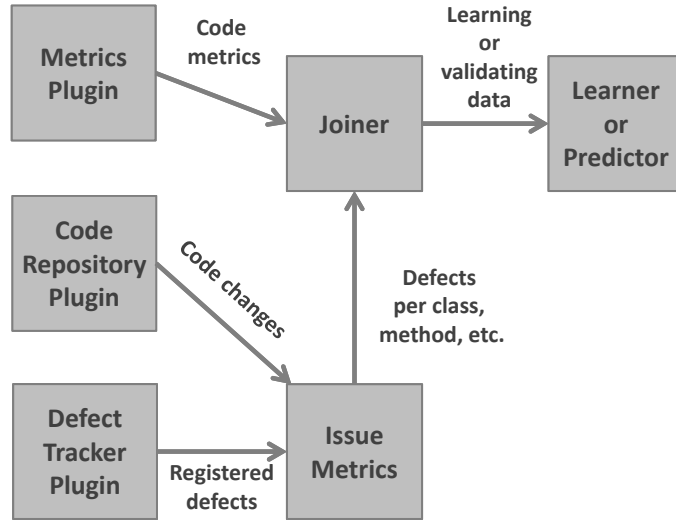 Metrics
Plugin
Code
metrics
Joiner
Learning
or
validating
data
Learner
or
Predictor
Code
Repository
Plugin
Code changes
Defects
per class,
method, etc.
Defect
Tracker
Plugin
Registered
defects
Issue
Metrics